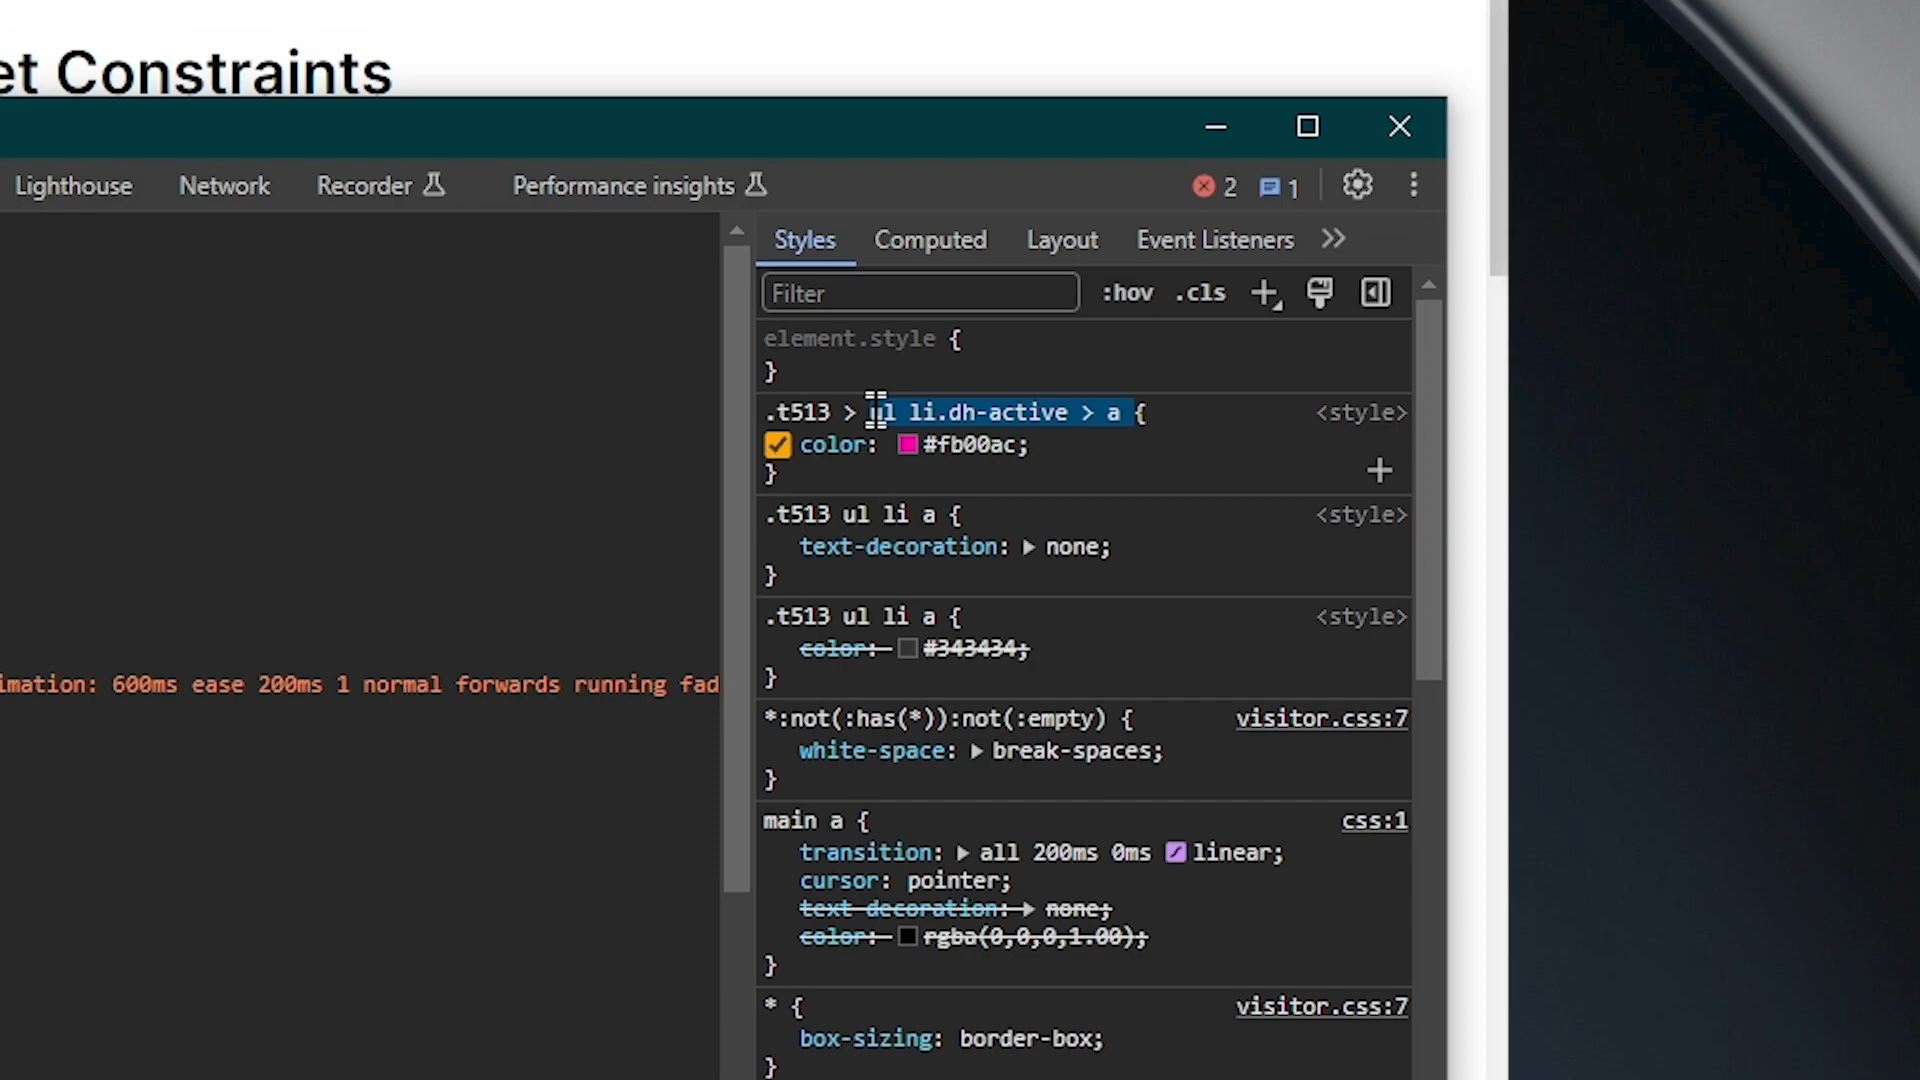 et Constraints
Lighthouse Network Recorder Performance insights 2 1
Styles Computed Layout Event Listeners
Filter :hov .cls
element.style {
}
.t513 > ul li.dh-active > a { <style>
color: #fb00ac;
}
.t513 ul li a { <style>
text-decoration: none;
}
.t513 ul li a { <style>
color: #343434;
}
imation: 600ms ease 200ms 1 normal forwards running fad
*:not(:has(*)):not(:empty) { visitor.css:7
white-space: break-spaces;
}
main a { css:1
transition: all 200ms 0ms linear;
cursor: pointer;
text-decoration: none;
color: rgba(0,0,0,1.00);
}
* { visitor.css:7
box-sizing: border-box;
}